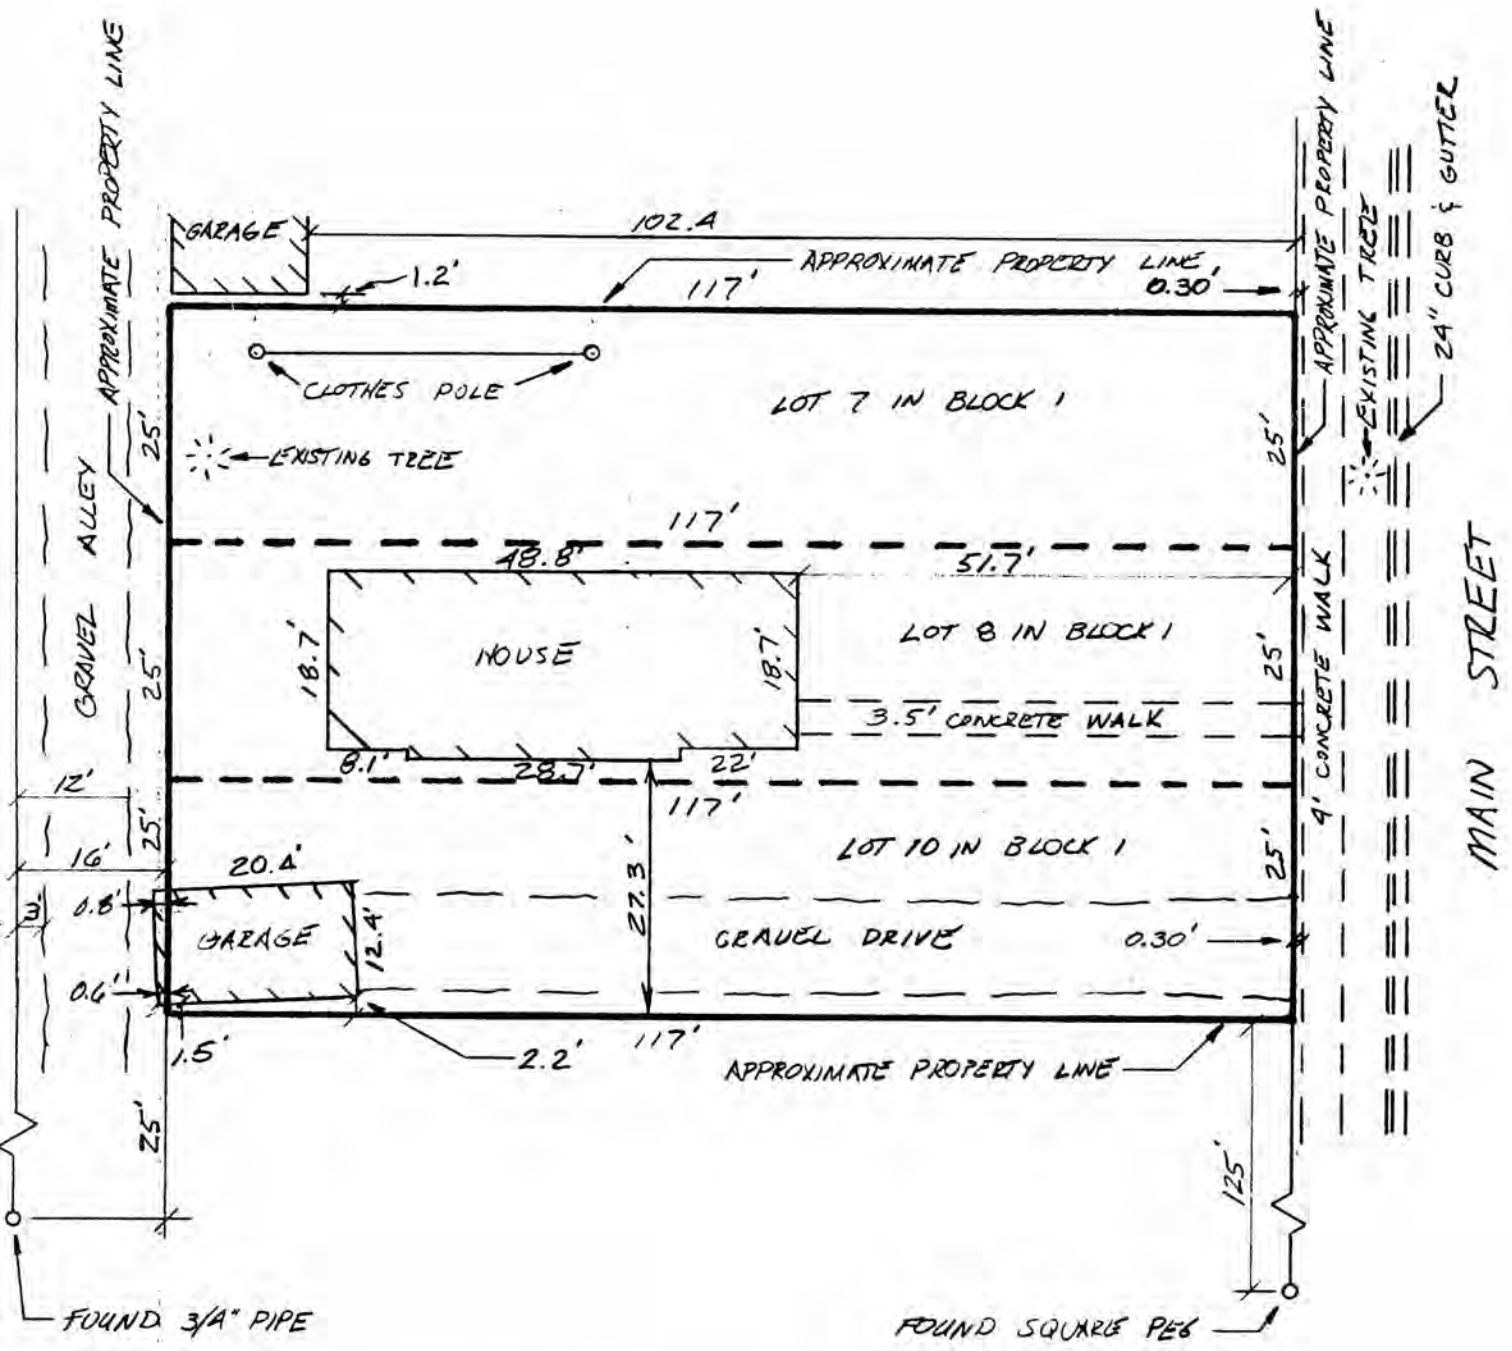 APPROXIMATE PROPERTY LINE
GARAGE
102.4
APPROXIMATE PROPERTY LINE
1.2'
117'
0.30'
APPROXIMATE PROPERTY LINE
EXISTING TREE
24" CURB & GUTTER
CLOTHES POLE
LOT 7 IN BLOCK 1
25'
25'
EXISTING TREE
GRAVEL ALLEY
117'
48.8'
51.7'
18.7'
HOUSE
18.7'
LOT 8 IN BLOCK 1
25'
25'
3.5' CONCRETE WALK
4' CONCRETE WALK
MAIN STREET
8.1'
28.7'
22'
12'
117'
25'
LOT 10 IN BLOCK 1
25'
16'
20.4'
27.3'
0.8'
3'
GARAGE
12.4'
GRAVEL DRIVE
0.30'
0.6'
1.5'
2.2'
117'
APPROXIMATE PROPERTY LINE
25'
125'
FOUND 3/4" PIPE
FOUND SQUARE PEG